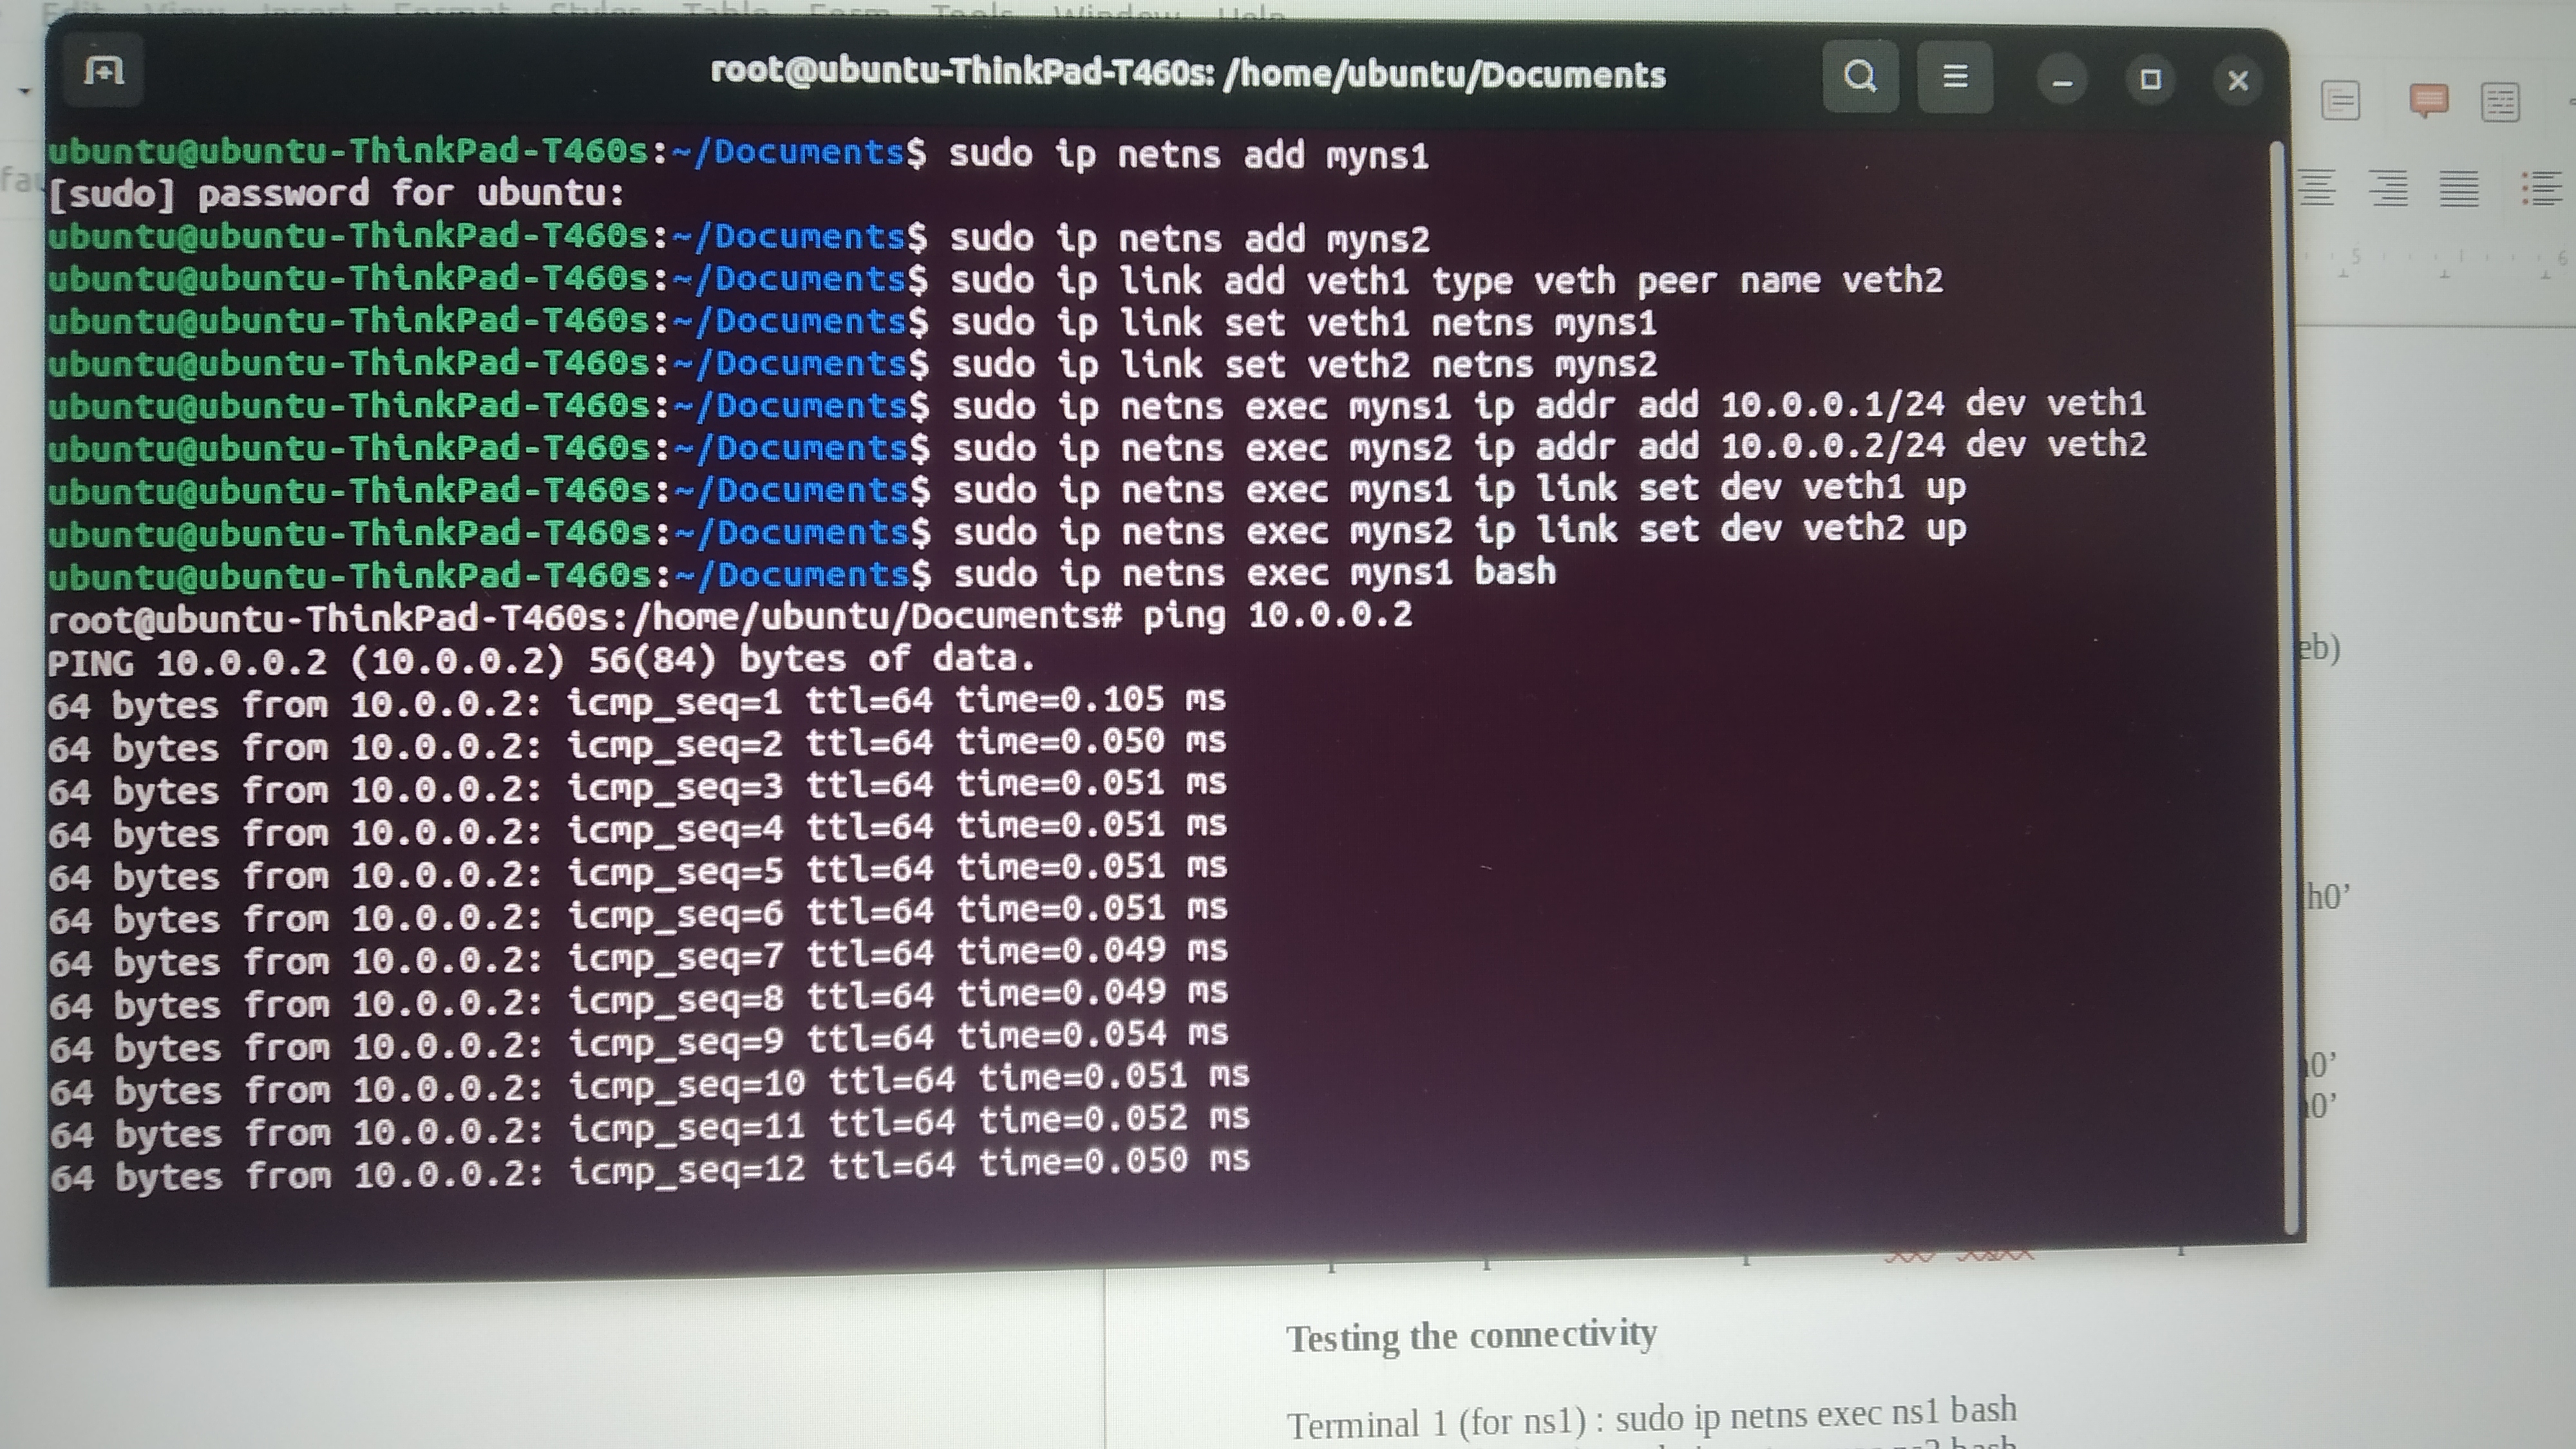 Edit View Insert Format Styles Table Form Tools Window Help
root@ubuntu-ThinkPad-T460s: /home/ubuntu/Documents
ubuntu@ubuntu-ThinkPad-T460s:~/Documents$ sudo ip netns add myns1
[sudo] password for ubuntu:
ubuntu@ubuntu-ThinkPad-T460s:~/Documents$ sudo ip netns add myns2
ubuntu@ubuntu-ThinkPad-T460s:~/Documents$ sudo ip link add veth1 type veth peer name veth2
ubuntu@ubuntu-ThinkPad-T460s:~/Documents$ sudo ip link set veth1 netns myns1
ubuntu@ubuntu-ThinkPad-T460s:~/Documents$ sudo ip link set veth2 netns myns2
ubuntu@ubuntu-ThinkPad-T460s:~/Documents$ sudo ip netns exec myns1 ip addr add 10.0.0.1/24 dev veth1
ubuntu@ubuntu-ThinkPad-T460s:~/Documents$ sudo ip netns exec myns2 ip addr add 10.0.0.2/24 dev veth2
ubuntu@ubuntu-ThinkPad-T460s:~/Documents$ sudo ip netns exec myns1 ip link set dev veth1 up
ubuntu@ubuntu-ThinkPad-T460s:~/Documents$ sudo ip netns exec myns2 ip link set dev veth2 up
ubuntu@ubuntu-ThinkPad-T460s:~/Documents$ sudo ip netns exec myns1 bash
root@ubuntu-ThinkPad-T460s:/home/ubuntu/Documents# ping 10.0.0.2
PING 10.0.0.2 (10.0.0.2) 56(84) bytes of data.
64 bytes from 10.0.0.2: icmp_seq=1 ttl=64 time=0.105 ms
64 bytes from 10.0.0.2: icmp_seq=2 ttl=64 time=0.050 ms
64 bytes from 10.0.0.2: icmp_seq=3 ttl=64 time=0.051 ms
64 bytes from 10.0.0.2: icmp_seq=4 ttl=64 time=0.051 ms
64 bytes from 10.0.0.2: icmp_seq=5 ttl=64 time=0.051 ms
64 bytes from 10.0.0.2: icmp_seq=6 ttl=64 time=0.051 ms
64 bytes from 10.0.0.2: icmp_seq=7 ttl=64 time=0.049 ms
64 bytes from 10.0.0.2: icmp_seq=8 ttl=64 time=0.049 ms
64 bytes from 10.0.0.2: icmp_seq=9 ttl=64 time=0.054 ms
64 bytes from 10.0.0.2: icmp_seq=10 ttl=64 time=0.051 ms
64 bytes from 10.0.0.2: icmp_seq=11 ttl=64 time=0.052 ms
64 bytes from 10.0.0.2: icmp_seq=12 ttl=64 time=0.050 ms
5 6
eb)
h0’
0’
0’
Testing the connectivity
Terminal 1 (for ns1) : sudo ip netns exec ns1 bash